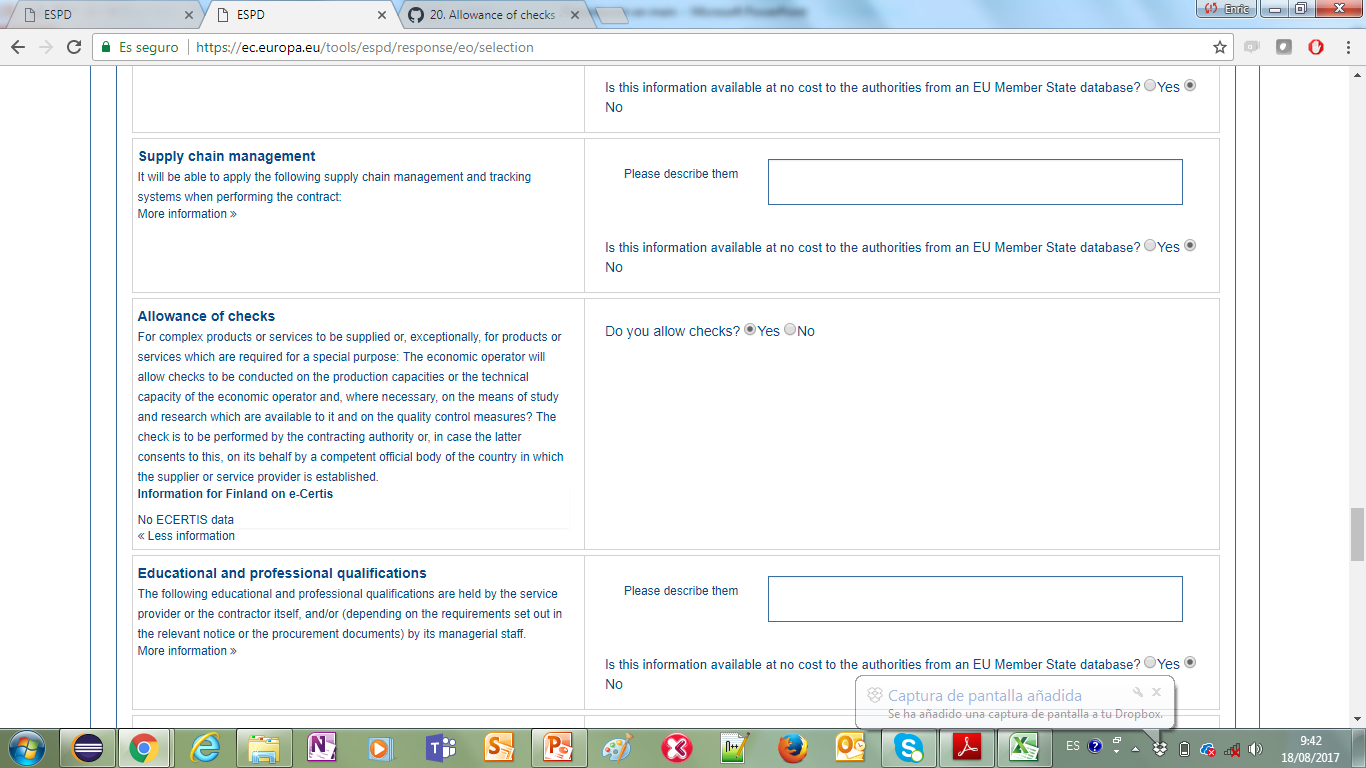 ESPD
ESPD
20. Allowance of checks
Microsoft PowerPoint
Enric
Es seguro
https://ec.europa.eu/tools/espd/response/eo/selection
Is this information available at no cost to the authorities from an EU Member State database? Yes
No
Supply chain management
It will be able to apply the following supply chain management and tracking
systems when performing the contract:
More information »
Please describe them
Is this information available at no cost to the authorities from an EU Member State database? Yes
No
Allowance of checks
For complex products or services to be supplied or, exceptionally, for products or
services which are required for a special purpose: The economic operator will
allow checks to be conducted on the production capacities or the technical
capacity of the economic operator and, where necessary, on the means of study
and research which are available to it and on the quality control measures? The
check is to be performed by the contracting authority or, in case the latter
consents to this, on its behalf by a competent official body of the country in which
the supplier or service provider is established.
Information for Finland on e-Certis
No ECERTIS data
« Less information
Do you allow checks? Yes No
Educational and professional qualifications
The following educational and professional qualifications are held by the service
provider or the contractor itself, and/or (depending on the requirements set out in
the relevant notice or the procurement documents) by its managerial staff.
More information »
Please describe them
Is this information available at no cost to the authorities from an EU Member State database? Yes
No
Captura de pantalla añadida
Se ha añadido una captura de pantalla a tu Dropbox.
ES
9:42
18/08/2017